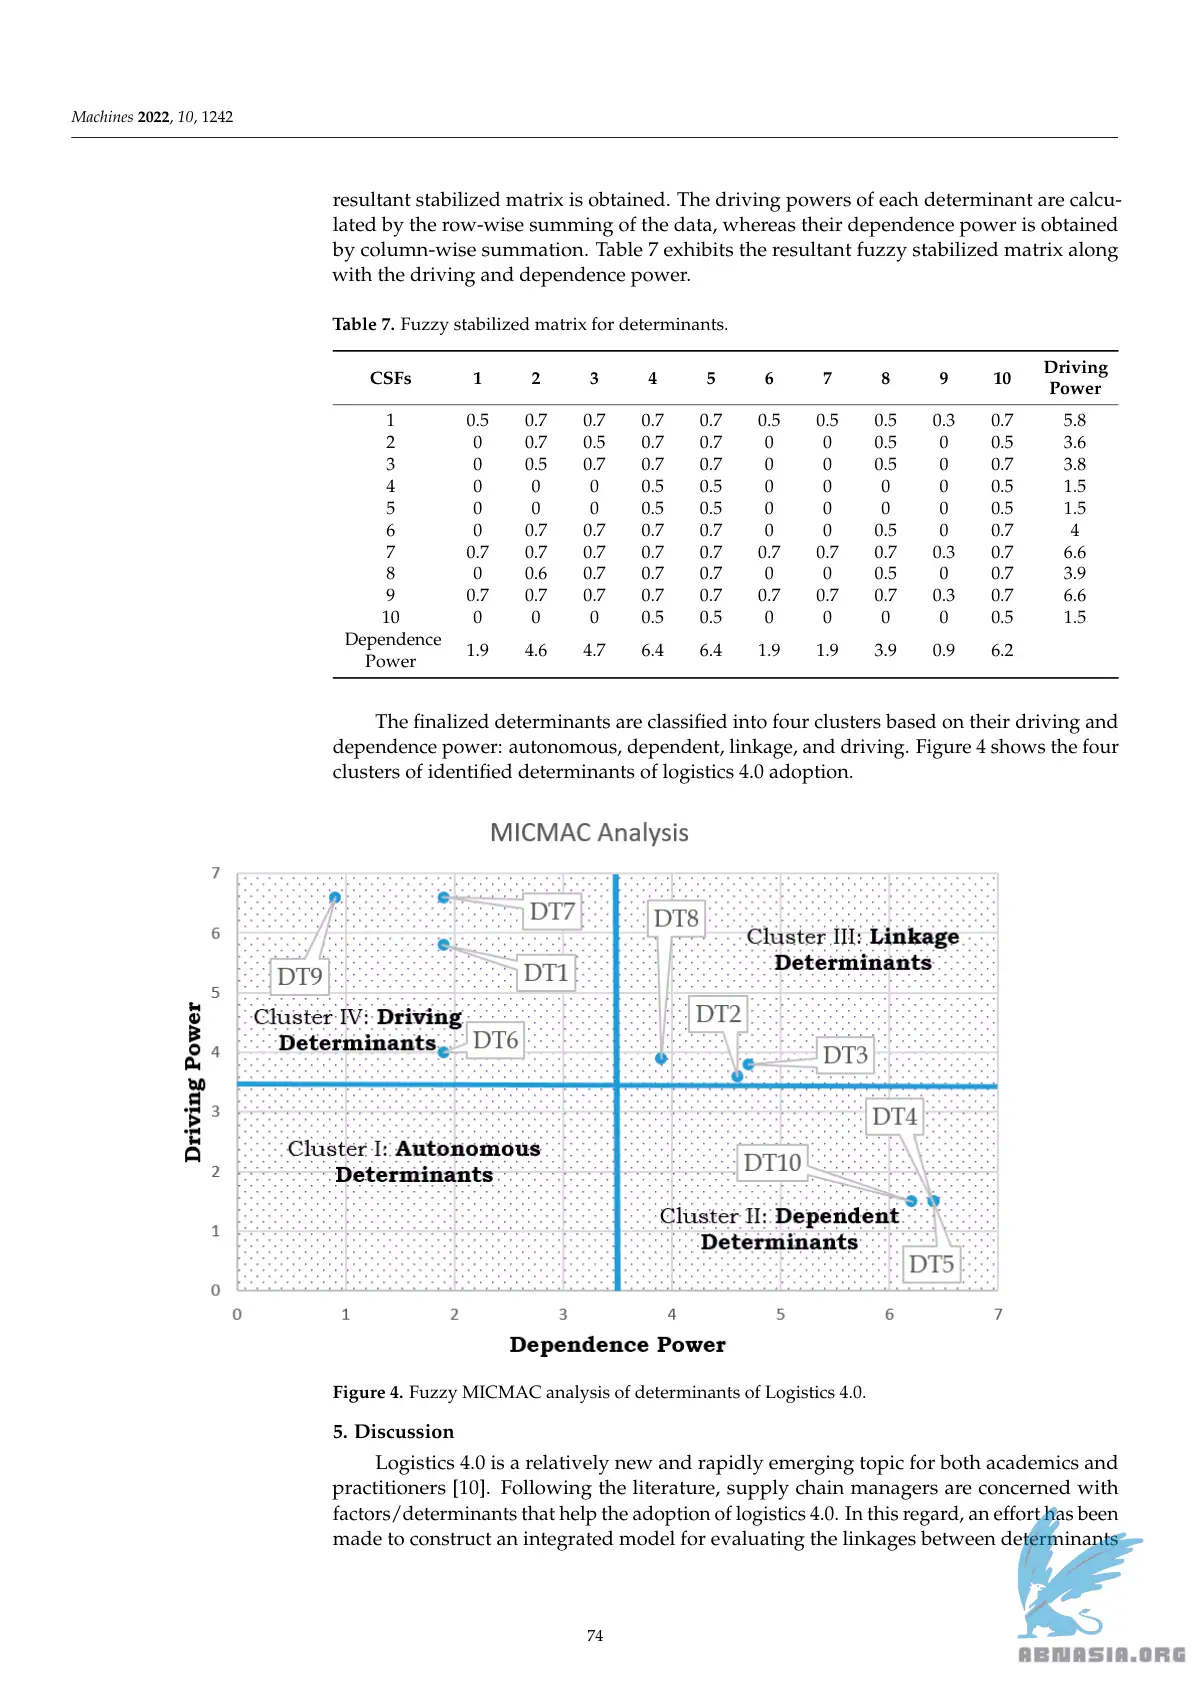 Machines 2022, 10, 1242
resultant stabilized matrix is obtained. The driving powers of each determinant are calcu-
lated by the row-wise summing of the data, whereas their dependence power is obtained
by column-wise summation. Table 7 exhibits the resultant fuzzy stabilized matrix along
with the driving and dependence power.
Table 7. Fuzzy stabilized matrix for determinants.
CSFs 1 2 3 4 5 6 7 8 9 10 Driving
Power
1 0.5 0.7 0.7 0.7 0.7 0.5 0.5 0.5 0.3 0.7 5.8
2 0 0.7 0.5 0.7 0.7 0 0 0.5 0 0.5 3.6
3 0 0.5 0.7 0.7 0.7 0 0 0.5 0 0.7 3.8
4 0 0 0 0.5 0.5 0 0 0 0 0.5 1.5
5 0 0 0 0.5 0.5 0 0 0 0 0.5 1.5
6 0 0.7 0.7 0.7 0.7 0 0 0.5 0 0.7 4
7 0.7 0.7 0.7 0.7 0.7 0.7 0.7 0.7 0.3 0.7 6.6
8 0 0.6 0.7 0.7 0.7 0 0 0.5 0 0.7 3.9
9 0.7 0.7 0.7 0.7 0.7 0.7 0.7 0.7 0.3 0.7 6.6
10 0 0 0 0.5 0.5 0 0 0 0 0.5 1.5
Dependence
Power 1.9 4.6 4.7 6.4 6.4 1.9 1.9 3.9 0.9 6.2
The finalized determinants are classified into four clusters based on their driving and
dependence power: autonomous, dependent, linkage, and driving. Figure 4 shows the four
clusters of identified determinants of logistics 4.0 adoption.
MICMAC Analysis
Driving Power
7
6
5
4
3
2
1
0
DT7
DT8
Cluster III: Linkage
Determinants
DT9
DT1
Cluster IV: Driving
Determinants
DT6
DT2
DT3
DT4
Cluster I: Autonomous
Determinants
DT10
Cluster II: Dependent
Determinants
DT5
0 1 2 3 4 5 6 7
Dependence Power
Figure 4. Fuzzy MICMAC analysis of determinants of Logistics 4.0.
5. Discussion
Logistics 4.0 is a relatively new and rapidly emerging topic for both academics and
practitioners [10]. Following the literature, supply chain managers are concerned with
factors/determinants that help the adoption of logistics 4.0. In this regard, an effort has been
made to construct an integrated model for evaluating the linkages between determinants
74
ABNASIA.ORG